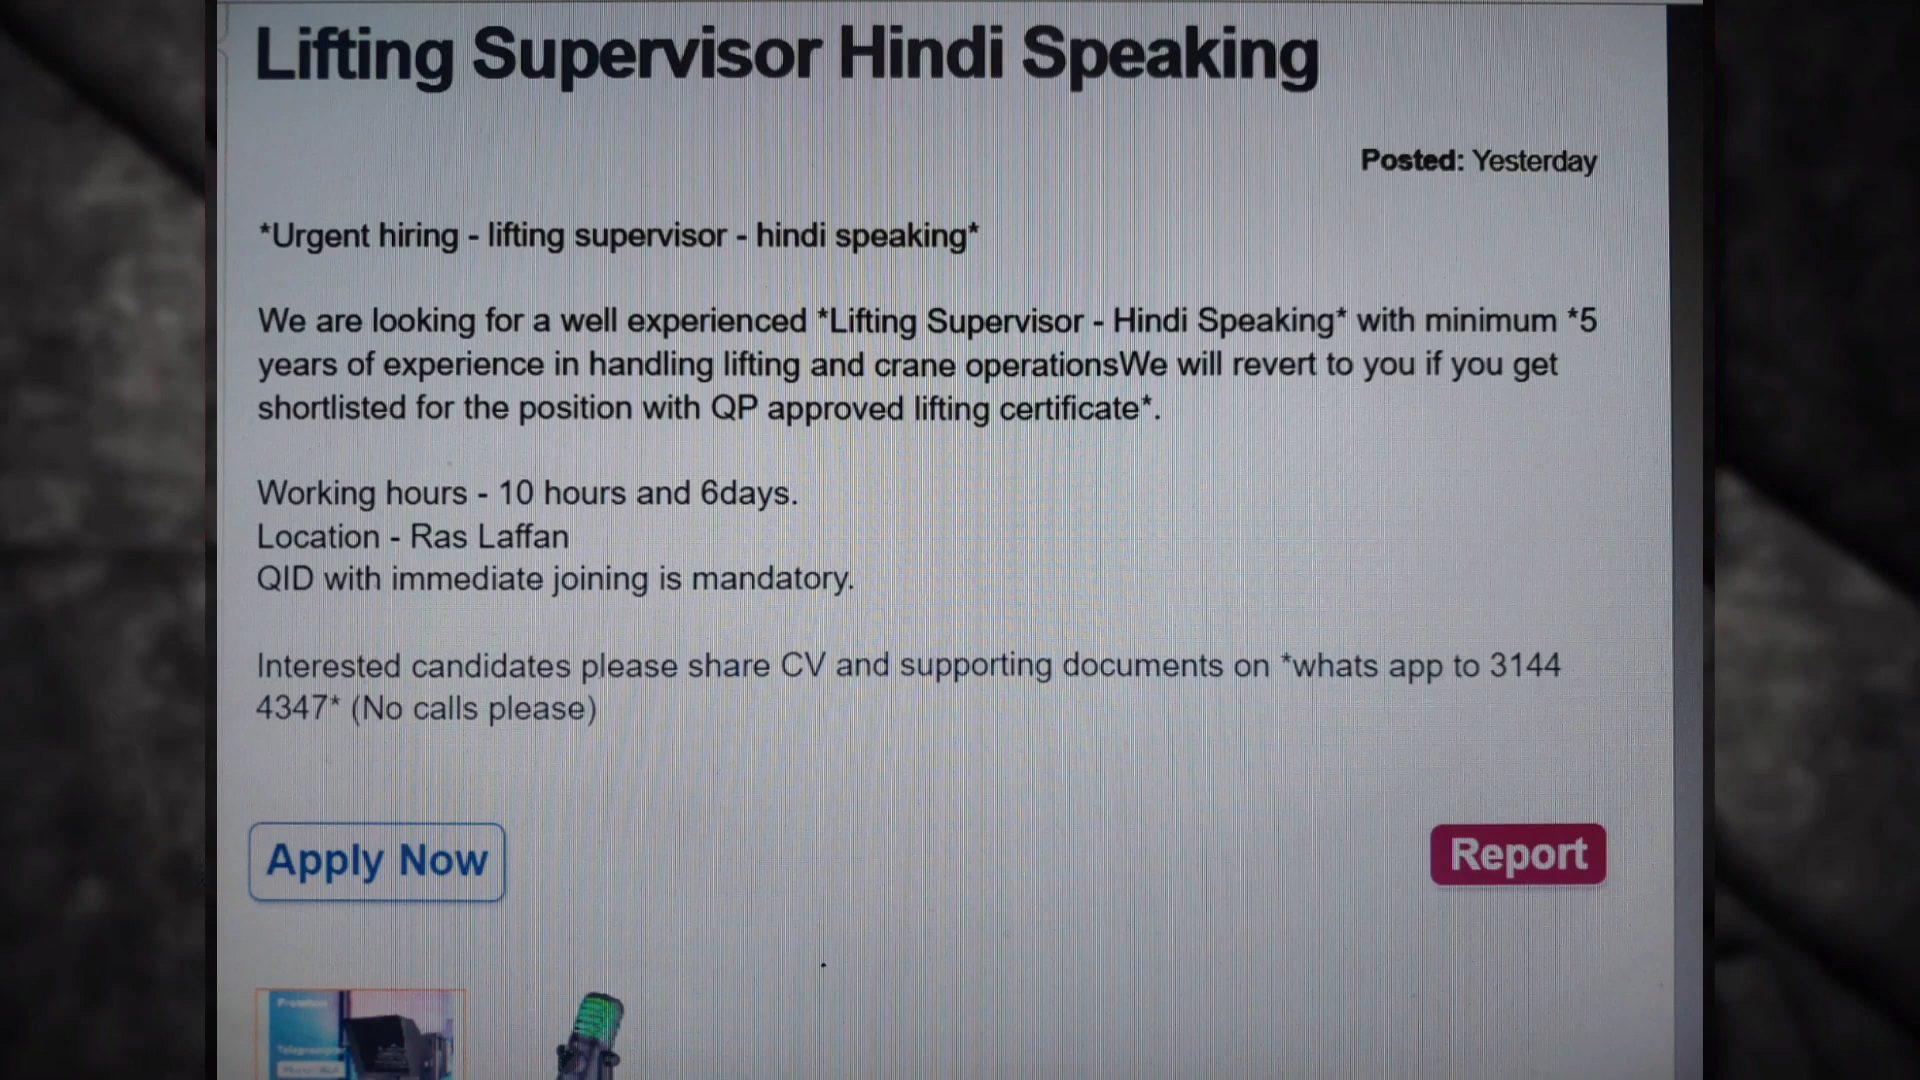 Lifting Supervisor Hindi Speaking
Posted: Yesterday
*Urgent hiring - lifting supervisor - hindi speaking*
We are looking for a well experienced *Lifting Supervisor - Hindi Speaking* with minimum *5
years of experience in handling lifting and crane operationsWe will revert to you if you get
shortlisted for the position with QP approved lifting certificate*.
Working hours - 10 hours and 6days.
Location - Ras Laffan
QID with immediate joining is mandatory.
Interested candidates please share CV and supporting documents on *whats app to 3144
4347* (No calls please)
Apply Now
Report